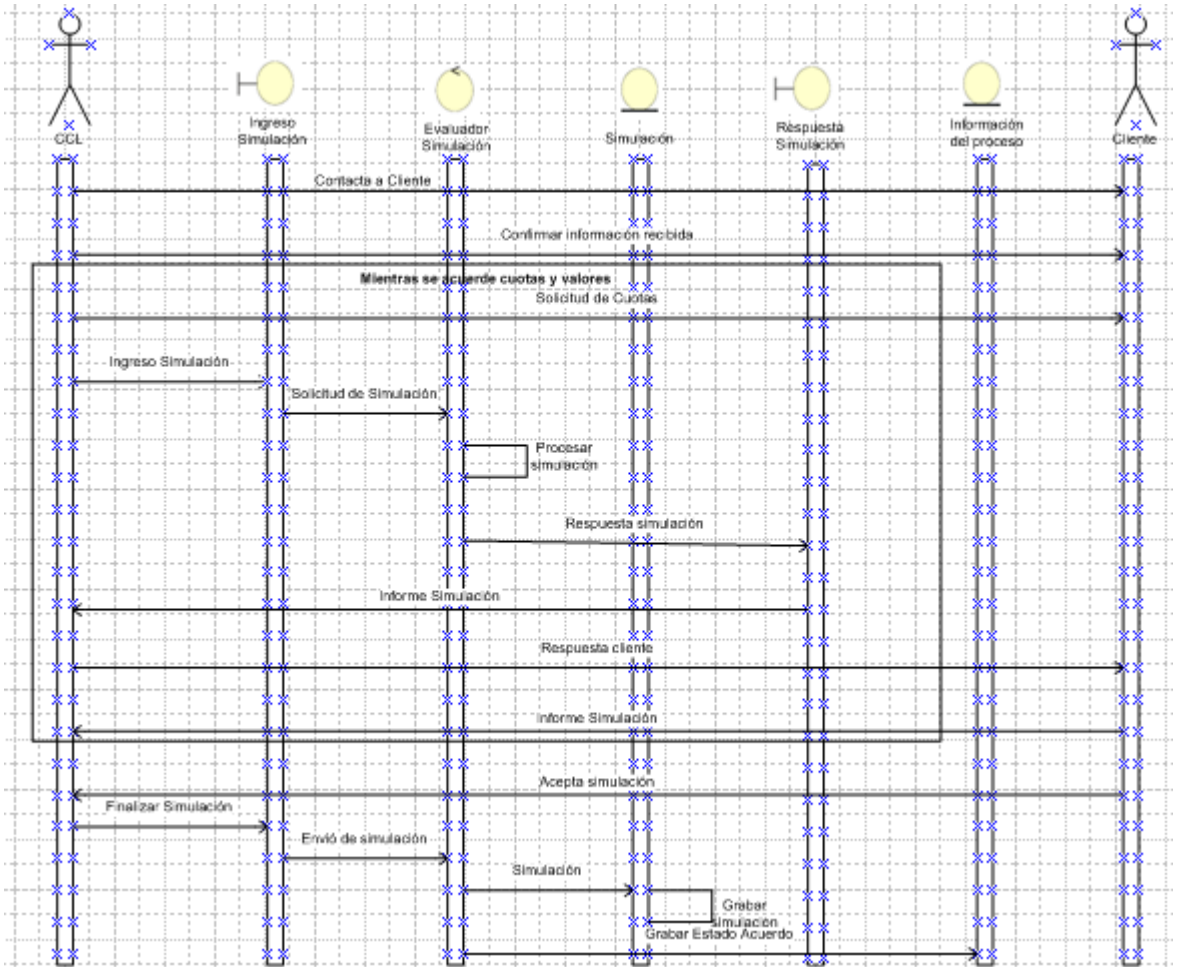 CCL
Ingreso
Simulación
Evaluador
Simulación
Simulación
Respuesta
Simulación
Información
del proceso
Cliente
Contacta a Cliente
Confirmar información recibida
Mientras se acuerde cuotas y valores
Solicitud de Cuotas
Ingreso Simulación
Solicitud de Simulación
Procesar
simulación
Respuesta simulación
Informe Simulación
Respuesta cliente
Informe Simulación
Acepta simulación
Finalizar Simulación
Envió de simulación
Simulación
Grabar
simulación
Grabar Estado Acuerdo